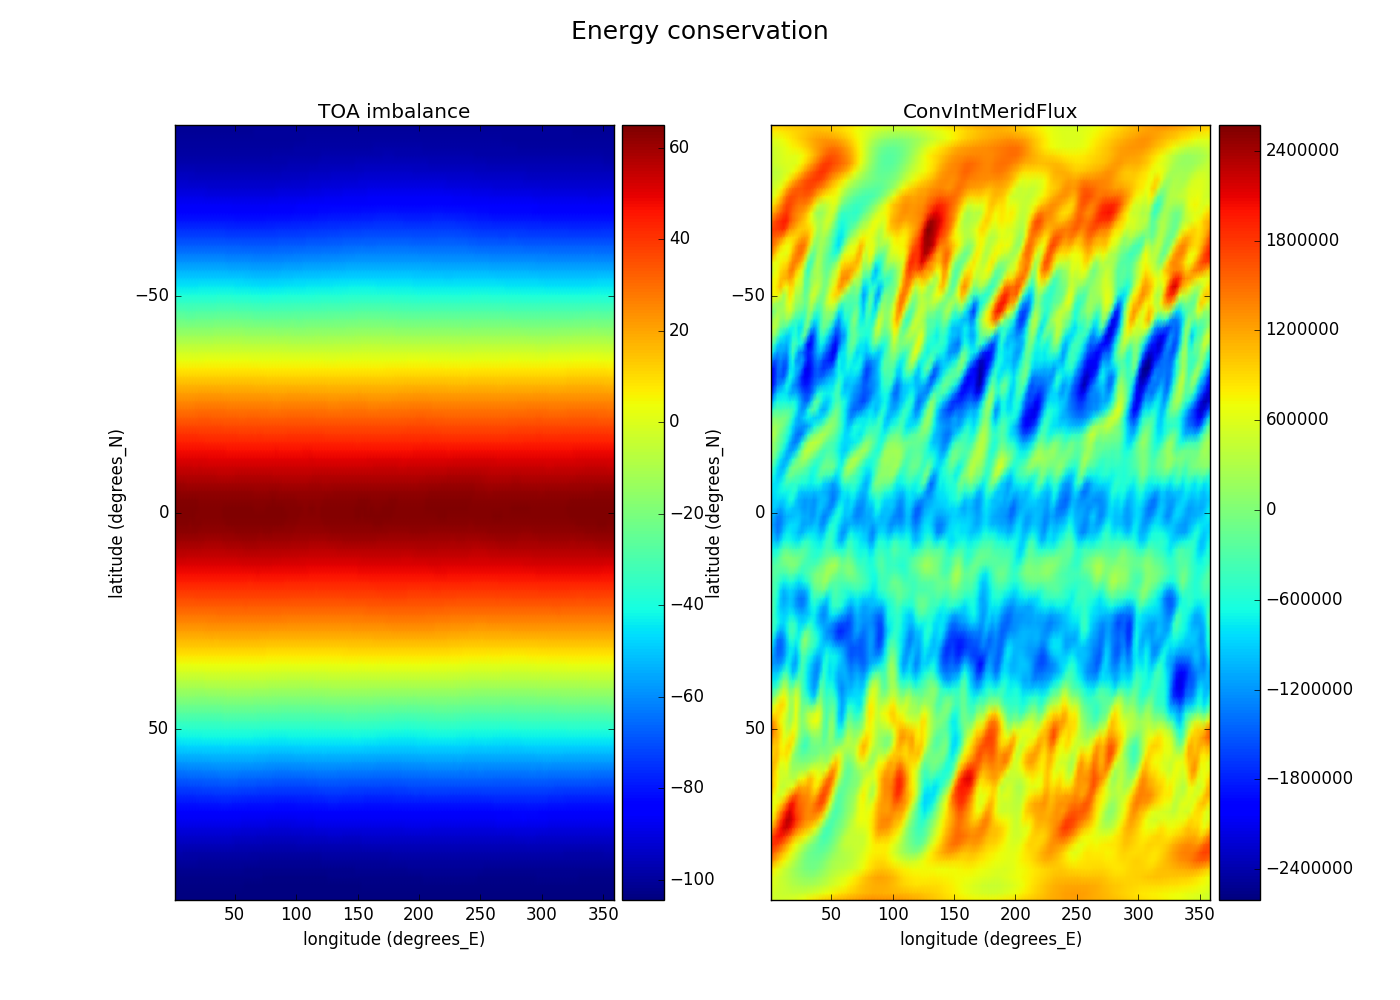 Energy conservation
TOA imbalance
ConvIntMeridFlux
latitude (degrees_N)
−50
0
50
50 100 150 200 250 300 350
longitude (degrees_E)
60
40
20
0
−20
−40
−60
−80
−100
latitude (degrees_N)
−50
0
50
50 100 150 200 250 300 350
longitude (degrees_E)
2400000
1800000
1200000
600000
0
−600000
−1200000
−1800000
−2400000